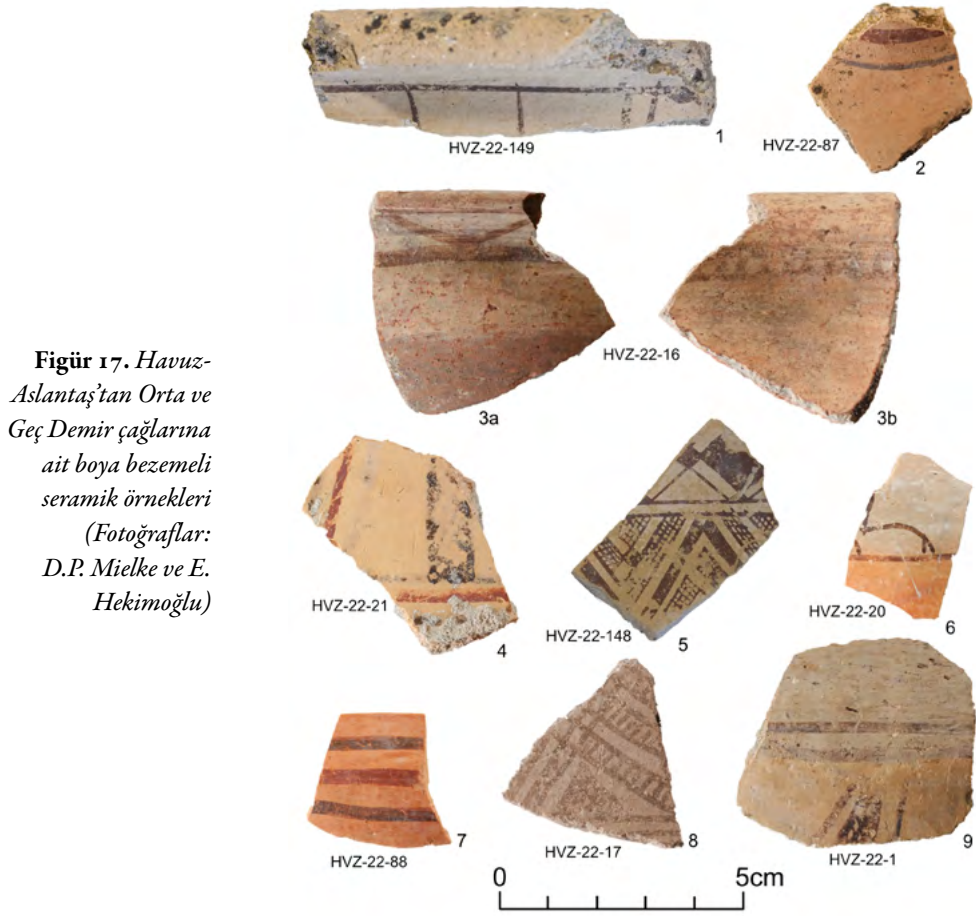 HVZ-22-149
1
HVZ-22-87
2
HVZ-22-16
3a
3b
Figür 17. Havuz-
Aslantaş'tan Orta ve
Geç Demir çağlarına
ait boya bezemeli
seramik örnekleri
(Fotoğraflar:
D.P. Mielke ve E.
Hekimoğlu)
HVZ-22-21
4
HVZ-22-148
5
HVZ-22-20
6
HVZ-22-88
7
HVZ-22-17
8
HVZ-22-1
9
0 5cm